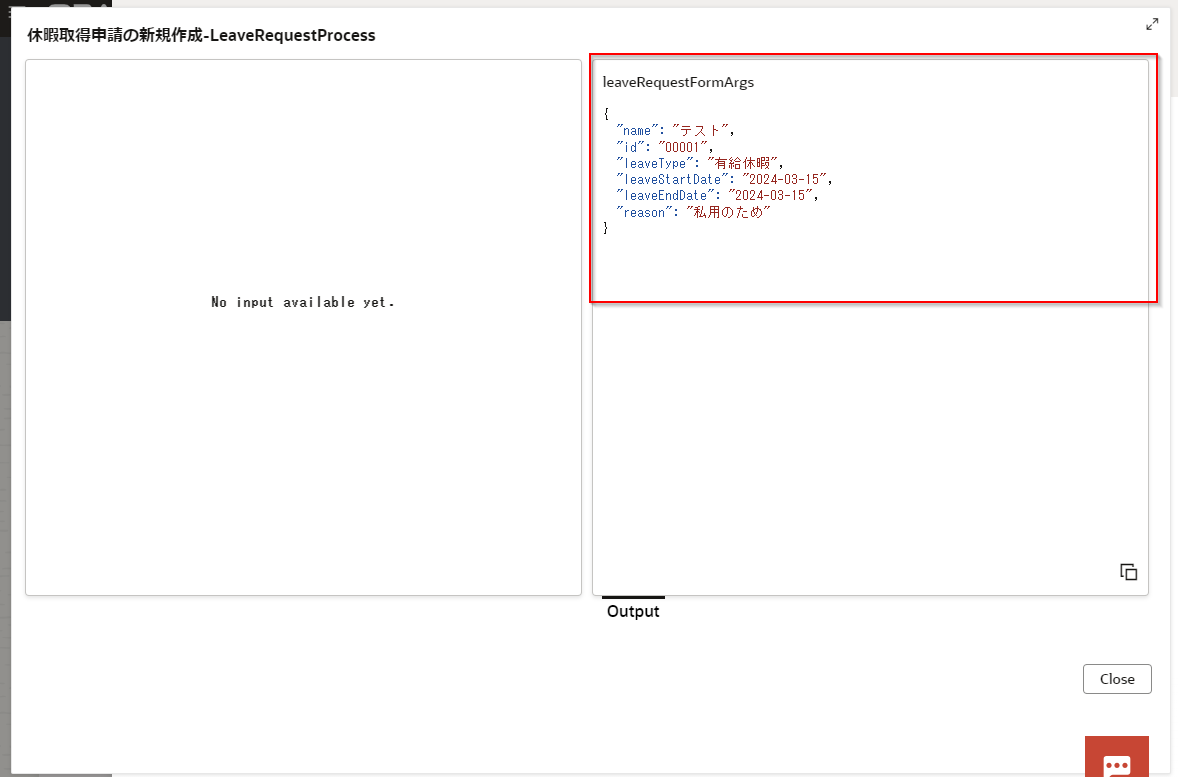 休暇取得申請の新規作成-LeaveRequestProcess
No input available yet.
leaveRequestFormArgs
{
"name": "テスト",
"id": "00001",
"leaveType": "有給休暇",
"leaveStartDate": "2024-03-15",
"leaveEndDate": "2024-03-15",
"reason": "私用のため"
}
Output
Close